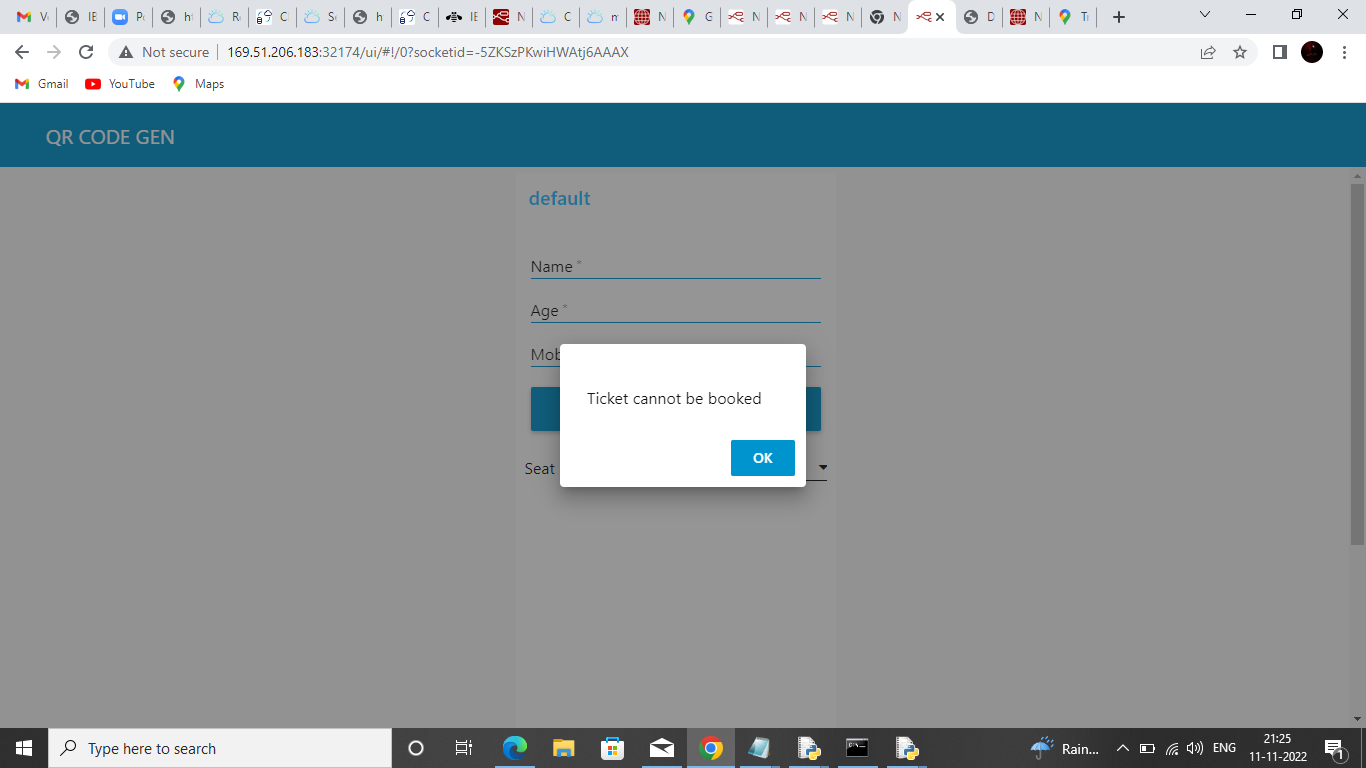 Not secure
169.51.206.183:32174/ui/#!/0?socketid=-5ZKSzPKwiHWAtj6AAAX
Gmail
YouTube
Maps
QR CODE GEN
default
Name *
Age *
Mob
Ticket cannot be booked
OK
Seat
Type here to search
Rain...
ENG
21:25
11-11-2022
1